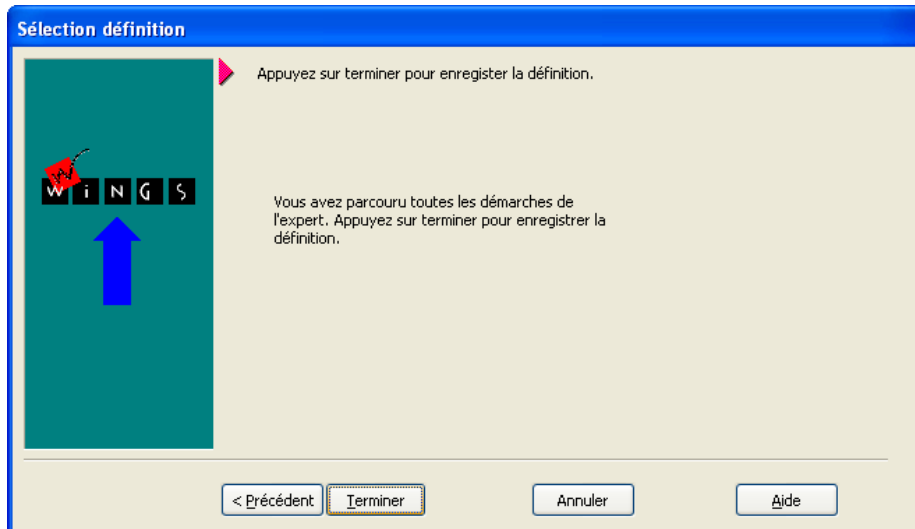 Sélection définition
Appuyez sur terminer pour enregister la définition.
W WiNGS
Vous avez parcouru toutes les démarches de
l'expert. Appuyez sur terminer pour enregistrer la
définition.
< Précédent
Terminer
Annuler
Aide